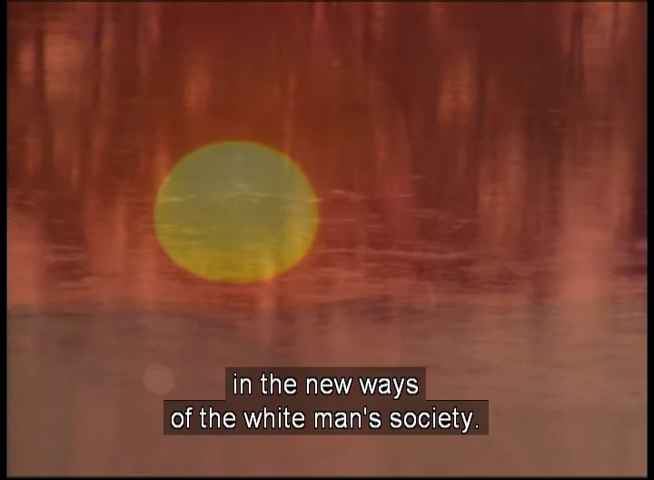 in the new ways
of the white man's society.